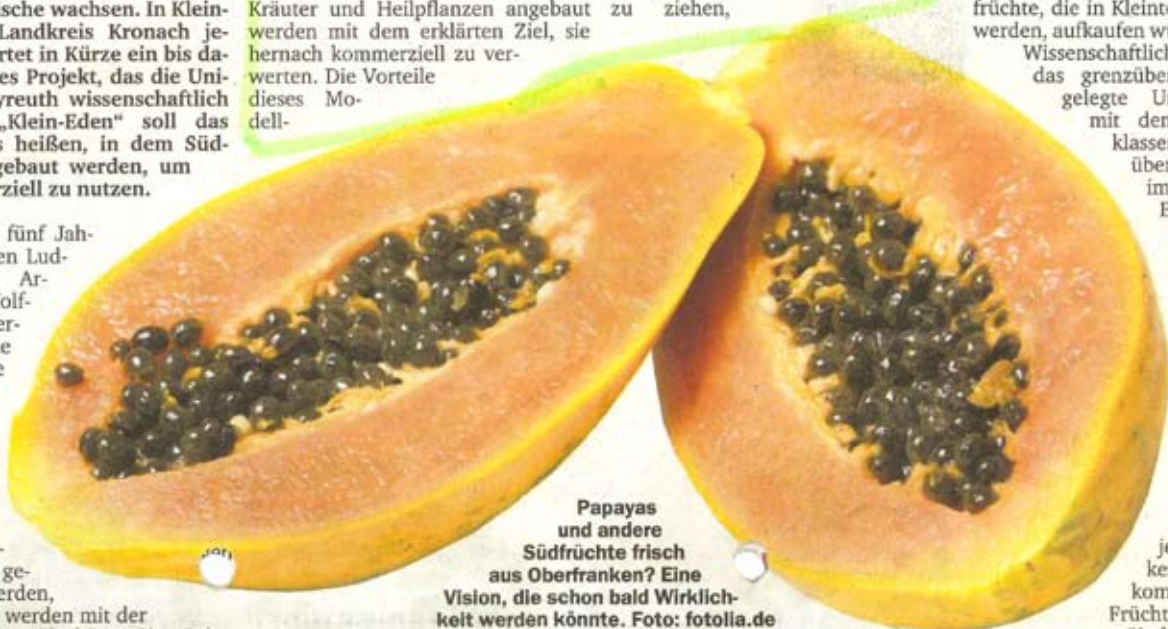 ische wachsen. In Klein-
Landkreis Kronach je-
rtet in Kürze ein bis da-
es Projekt, das die Uni-
yreuth wissenschaftlich
„Klein-Eden“ soll das
s heißen, in dem Süd-
gebaut werden, um
rziell zu nutzen.
fünf Jah-
en Lud-
Ar-
olf-
er-
e
e
ge-
erden,
werden mit der
Kräuter und Heilpflanzen angebaut
werden mit dem erklärten Ziel, sie
hernach kommerziell zu ver-
werten. Die Vorteile
dieses Mo-
dell-
zu ziehen,
früchte, die in Kleinte
werden, aufkaufen wü
Wissenschaftlich
das grenzüber
gelegte U
mit dem
klasse
über
im
E
je
ke
kom
Frücht
Papayas
und andere
Südfrüchte frisch
aus Oberfranken? Eine
Vision, die schon bald Wirklich-
keit werden könnte. Foto: fotolia.de